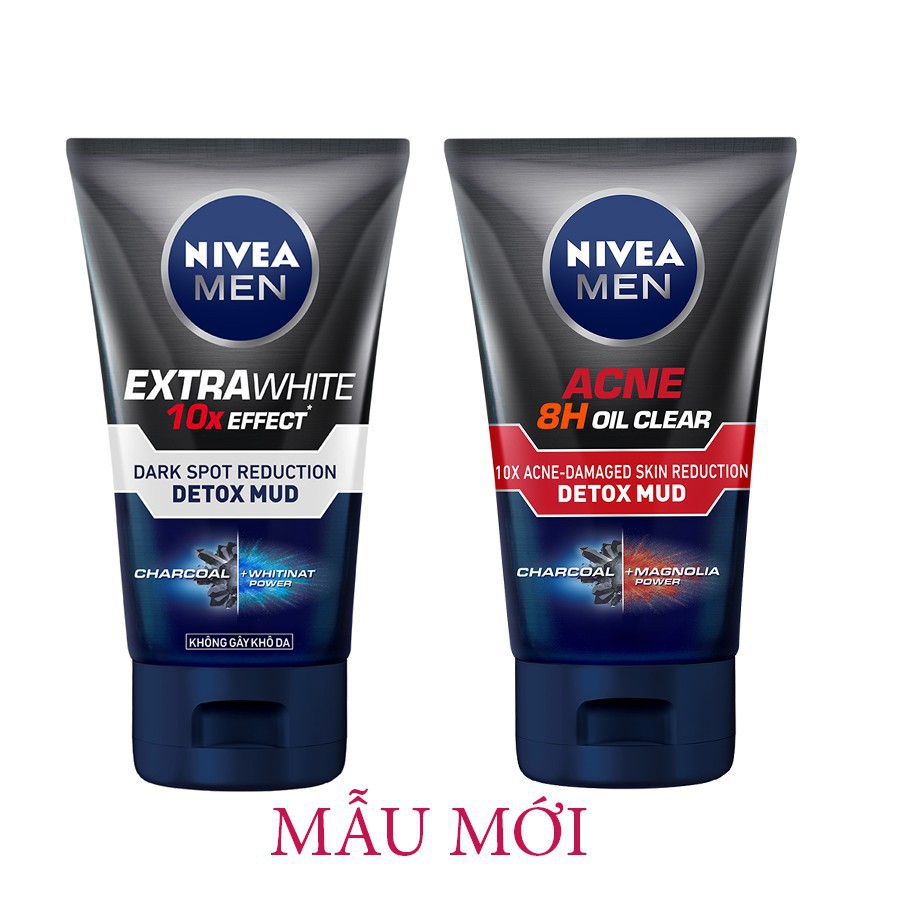 NIVEA
MEN
EXTRAWHITE
10x EFFECT*
DARK SPOT REDUCTION
DETOX MUD
CHARCOAL +WHITINAT
POWER
KHÔNG GÂY KHÔ DA
NIVEA
MEN
ACNE
8H OIL CLEAR
10X ACNE-DAMAGED SKIN REDUCTION
DETOX MUD
CHARCOAL +MAGNOLIA
POWER
MẪU MỚI